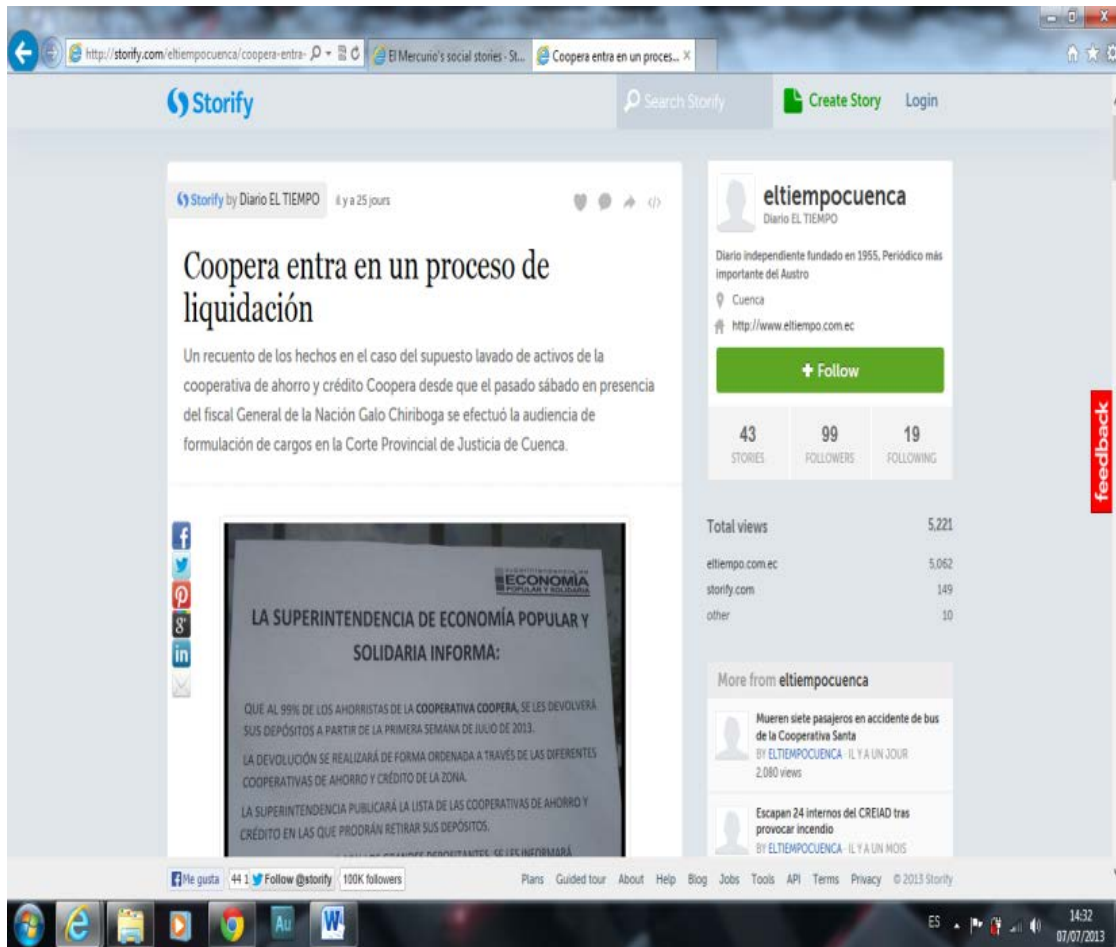 http://storify.com/eltiempocuenca/coopera-entra-
El Mercurio's social stories - St...
Coopera entra en un proces...
Storify
Search Storify
Create Story
Login
Storify by Diario EL TIEMPO
il y a 25 jours
Coopera entra en un proceso de
liquidación
Un recuento de los hechos en el caso del supuesto lavado de activos de la
cooperativa de ahorro y crédito Coopera desde que el pasado sábado en presencia
del fiscal General de la Nación Galo Chiriboga se efectuó la audiencia de
formulación de cargos en la Corte Provincial de Justicia de Cuenca.
ECONOMÍA
POPULAR Y SOLIDARIA
LA SUPERINTENDENCIA DE ECONOMÍA POPULAR Y
SOLIDARIA INFORMA:
QUE AL 99% DE LOS AHORRISTAS DE LA COOPERATIVA COOPERA, SE LES DEVOLVERÁ
SUS DEPÓSITOS A PARTIR DE LA PRIMERA SEMANA DE JULIO DE 2013.
LA DEVOLUCIÓN SE REALIZARÁ DE FORMA ORDENADA A TRAVÉS DE LAS DIFERENTES
COOPERATIVAS DE AHORRO Y CRÉDITO DE LA ZONA.
LA SUPERINTENDENCIA PUBLICARÁ LA LISTA DE LAS COOPERATIVAS DE AHORRO Y
CRÉDITO EN LAS QUE PRODRÁN RETIRAR SUS DEPÓSITOS.
GRANDES DEPOSITANTES, SE LES INFORMARÁ
eltiempocuenca
Diario EL TIEMPO
Diario independiente fundado en 1955, Periódico más
importante del Austro
Cuenca
http://www.eltiempo.com.ec
+ Follow
43
STORIES
99
FOLLOWERS
19
FOLLOWING
feedback
Total views 5,221
eltiempo.com.ec 5,062
storify.com 149
other 10
More from eltiempocuenca
Mueren siete pasajeros en accidente de bus
de la Cooperativa Santa
BY ELTIEMPOCUENCA · IL Y A UN JOUR
2,080 views
Escapan 24 internos del CREIAD tras
provocar incendio
BY ELTIEMPOCUENCA · IL Y A UN MOIS
Me gusta
44 1
Follow @storify
100K followers
Plans Guided tour About Help Blog Jobs Tools API Terms Privacy © 2013 Storify
Au
W
ES
14:32
07/07/2013